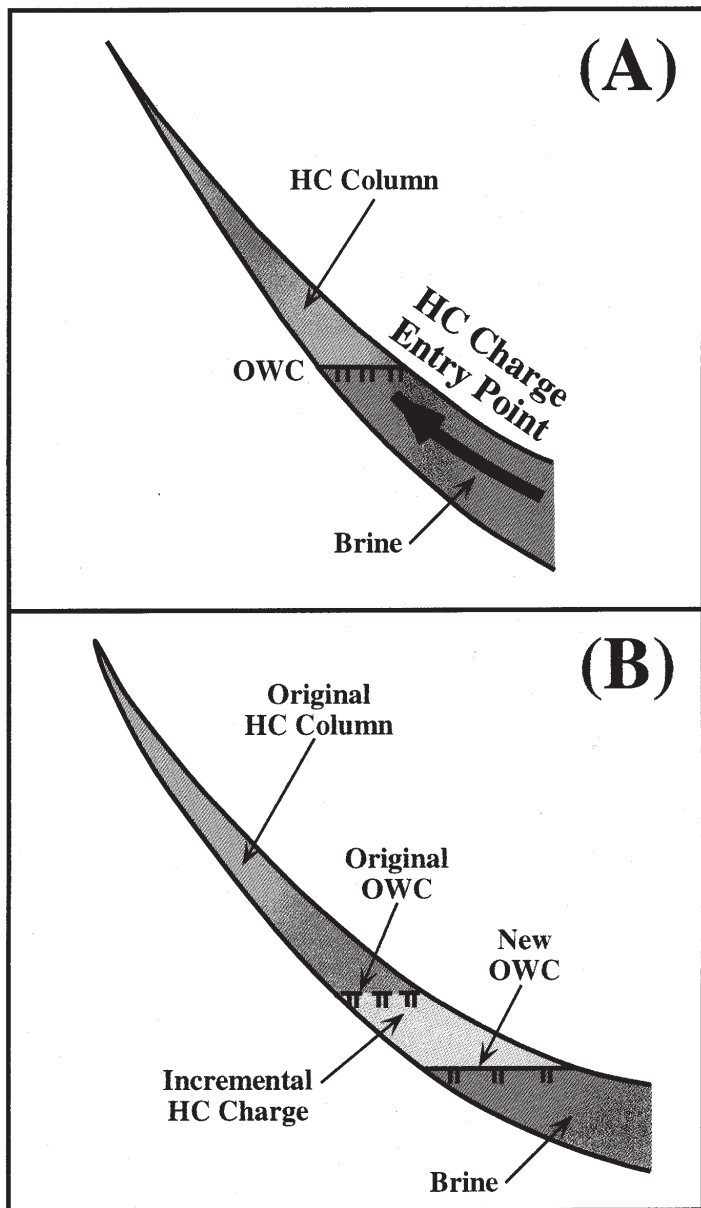 (A)
HC Column
HC Charge
Entry Point
OWC
Brine
(B)
Original
HC Column
Original
OWC
New
OWC
Incremental
HC Charge
Brine